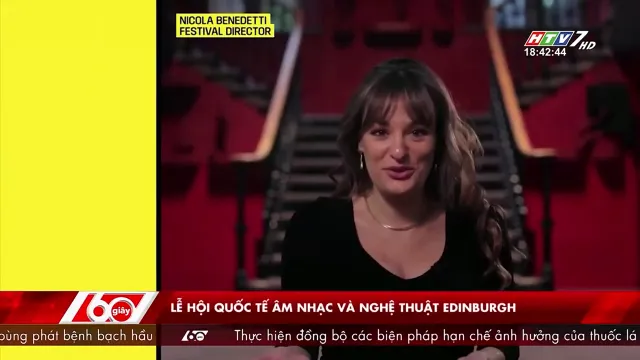 NICOLA BENEDETTI
FESTIVAL DIRECTOR
HTV7 HD
18:42:44
60 giây
LỄ HỘI QUỐC TẾ ÂM NHẠC VÀ NGHỆ THUẬT EDINBURGH
bùng phát bệnh bạch hầu 60 Thực hiện đồng bộ các biện pháp hạn chế ảnh hưởng của thuốc lá